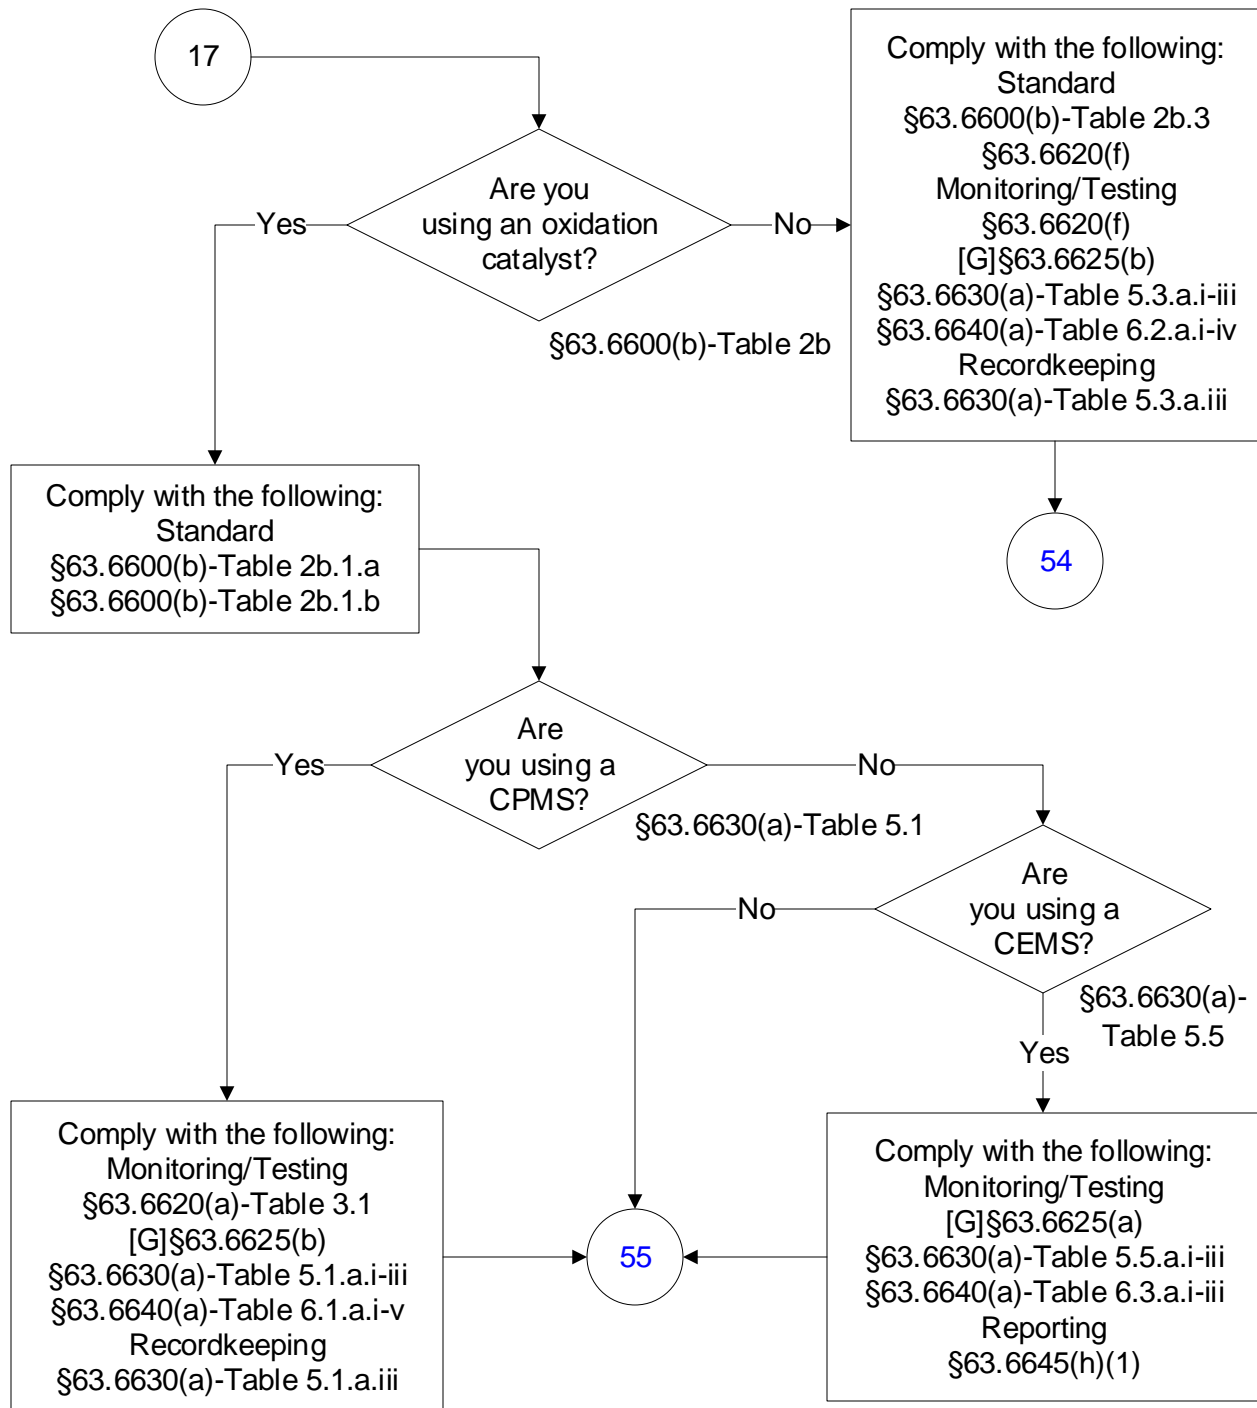 17
Are you
using an oxidation
catalyst?
Yes
No
§63.6600(b)-Table 2b
Comply with the following:
Standard
§63.6600(b)-Table 2b.3
§63.6620(f)
Monitoring/Testing
§63.6620(f)
[G]§63.6625(b)
§63.6630(a)-Table 5.3.a.i-iii
§63.6640(a)-Table 6.2.a.i-iv
Recordkeeping
§63.6630(a)-Table 5.3.a.iii
54
Comply with the following:
Standard
§63.6600(b)-Table 2b.1.a
§63.6600(b)-Table 2b.1.b
Are
you using a
CPMS?
Yes
No
§63.6630(a)-Table 5.1
Are
you using a
CEMS?
No
§63.6630(a)-
Table 5.5
Yes
Comply with the following:
Monitoring/Testing
§63.6620(a)-Table 3.1
[G]§63.6625(b)
§63.6630(a)-Table 5.1.a.i-iii
§63.6640(a)-Table 6.1.a.i-v
Recordkeeping
§63.6630(a)-Table 5.1.a.iii
55
Comply with the following:
Monitoring/Testing
[G]§63.6625(a)
§63.6630(a)-Table 5.5.a.i-iii
§63.6640(a)-Table 6.3.a.i-iii
Reporting
§63.6645(h)(1)